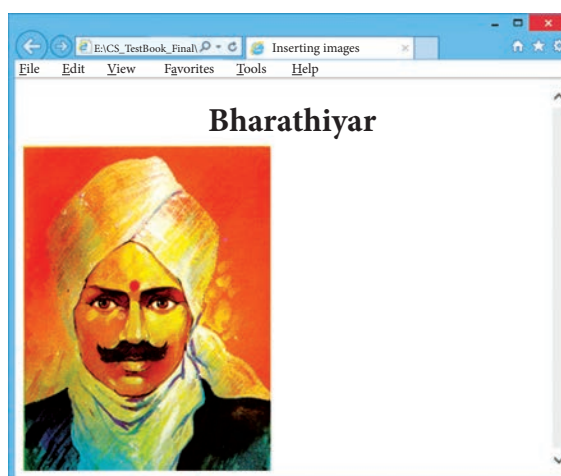 E:\CS_TestBook_Final\ Inserting images
File Edit View Favorites Tools Help
Bharathiyar